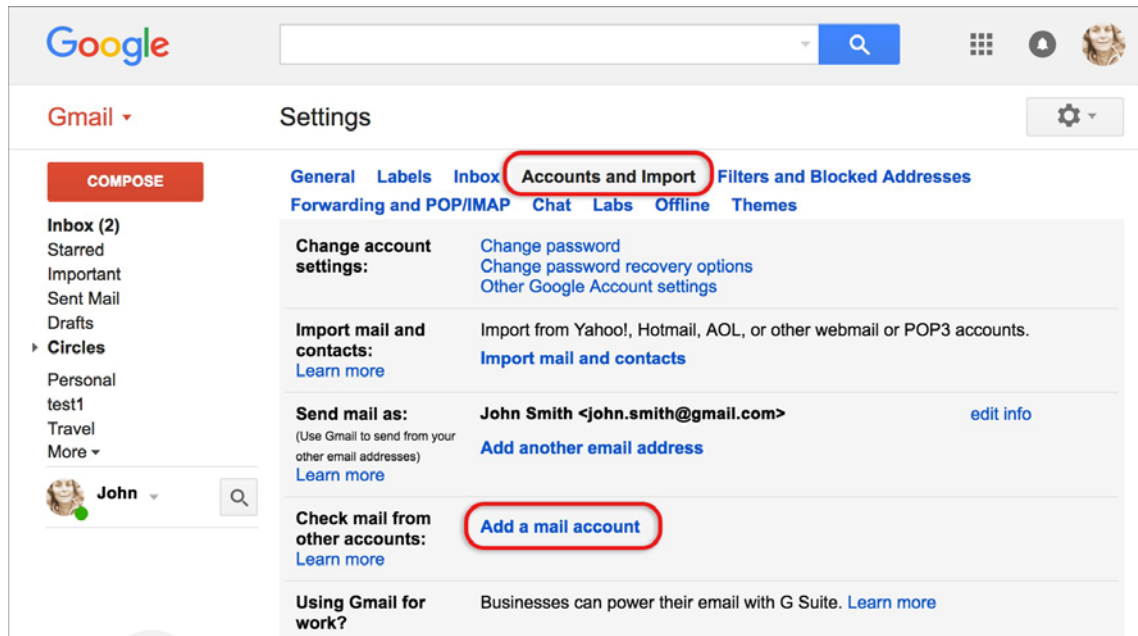 Google
Gmail
Settings
COMPOSE
Inbox (2)
Starred
Important
Sent Mail
Drafts
Circles
Personal
test1
Travel
More
John
General Labels Inbox Accounts and Import Filters and Blocked Addresses
Forwarding and POP/IMAP Chat Labs Offline Themes
Change account
settings:
Change password
Change password recovery options
Other Google Account settings
Import mail and
contacts:
Learn more
Import from Yahoo!, Hotmail, AOL, or other webmail or POP3 accounts.
Import mail and contacts
Send mail as:
(Use Gmail to send from your
other email addresses)
Learn more
John Smith <john.smith@gmail.com>
edit info
Add another email address
Check mail from
other accounts:
Learn more
Add a mail account
Using Gmail for
work?
Businesses can power their email with G Suite. Learn more